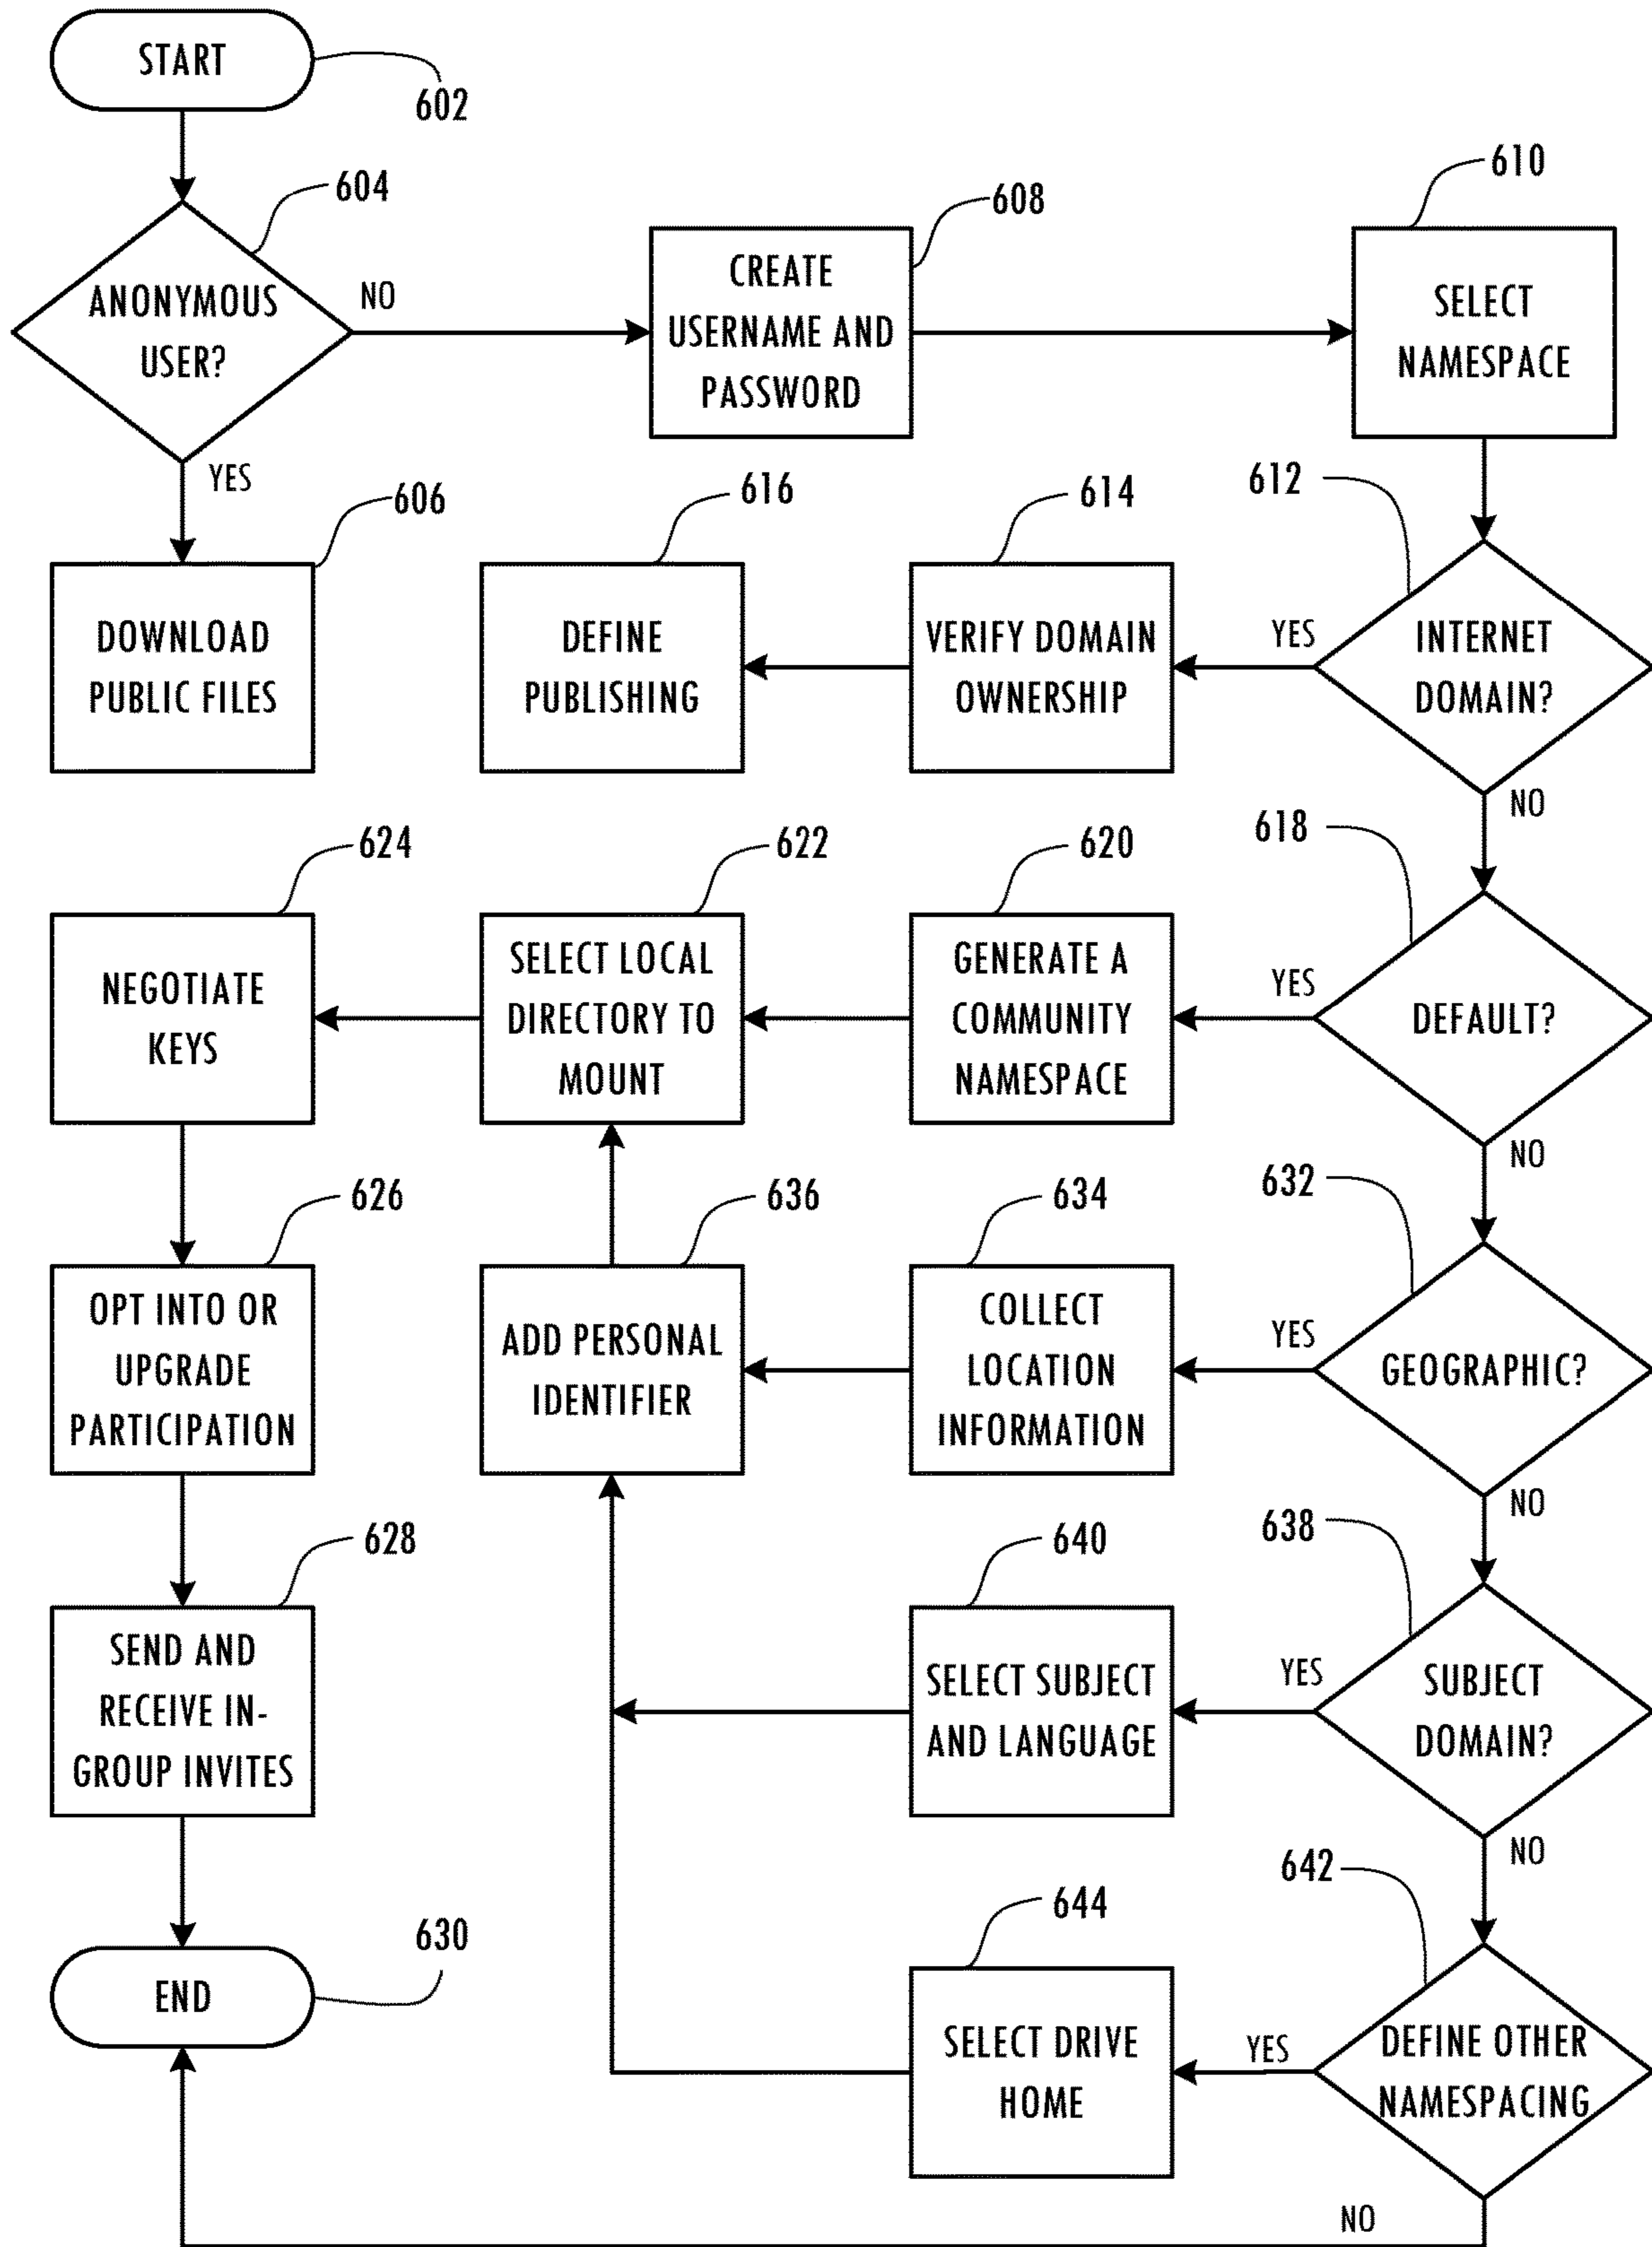 START
602
604
ANONYMOUS
USER?
NO
YES
608
CREATE
USERNAME AND
PASSWORD
610
SELECT
NAMESPACE
606
DOWNLOAD
PUBLIC FILES
616
DEFINE
PUBLISHING
614
VERIFY DOMAIN
OWNERSHIP
612
YES
INTERNET
DOMAIN?
NO
624
NEGOTIATE
KEYS
622
SELECT LOCAL
DIRECTORY TO
MOUNT
620
GENERATE A
COMMUNITY
NAMESPACE
618
YES
DEFAULT?
NO
626
OPT INTO OR
UPGRADE
PARTICIPATION
636
ADD PERSONAL
IDENTIFIER
634
COLLECT
LOCATION
INFORMATION
632
YES
GEOGRAPHIC?
NO
628
SEND AND
RECEIVE IN-
GROUP INVITES
640
SELECT SUBJECT
AND LANGUAGE
638
YES
SUBJECT
DOMAIN?
NO
630
END
644
SELECT DRIVE
HOME
642
YES
DEFINE OTHER
NAMESPACING
NO